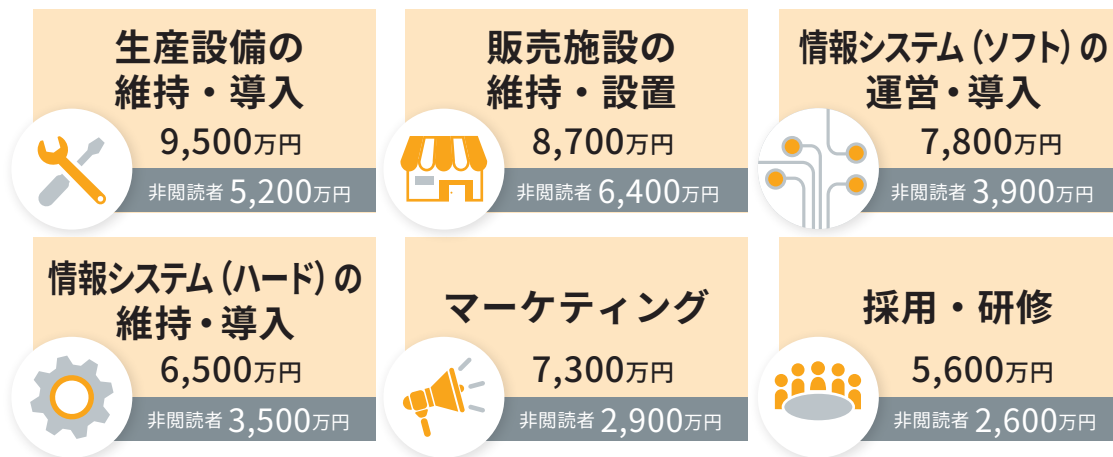 生産設備の
維持・導入
9,500万円
非閲読者 5,200万円
販売施設の
維持・設置
8,700万円
非閲読者 6,400万円
情報システム（ソフト）の
運営・導入
7,800万円
非閲読者 3,900万円
情報システム（ハード）の
維持・導入
6,500万円
非閲読者 3,500万円
マーケティング
7,300万円
非閲読者 2,900万円
採用・研修
5,600万円
非閲読者 2,600万円